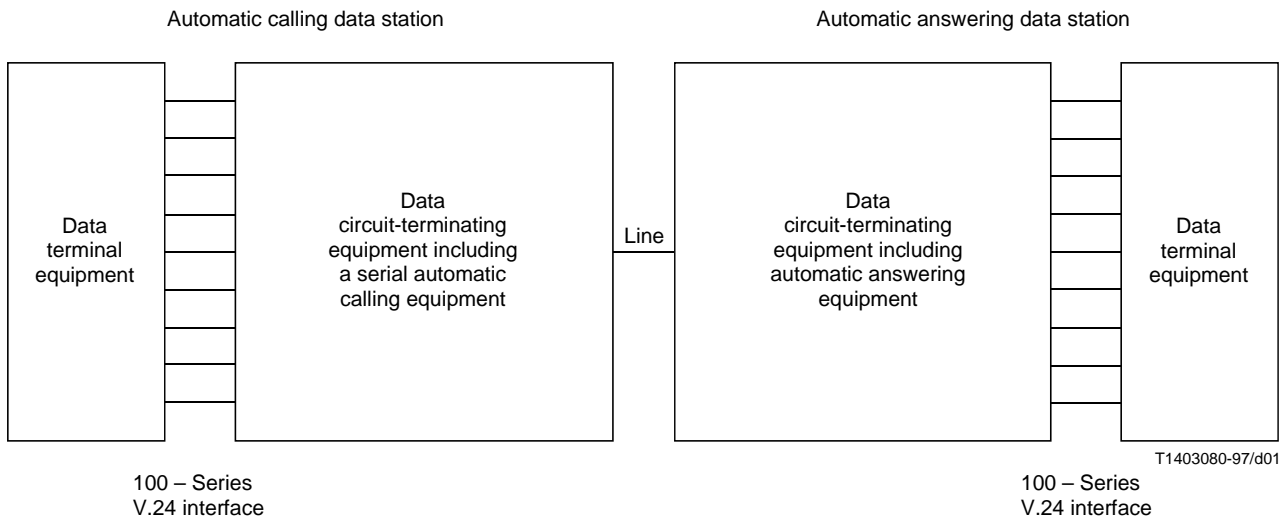 Automatic calling data station
Automatic answering data station
Data
terminal
equipment
Data
circuit-terminating
equipment including
a serial automatic
calling equipment
Line
Data
circuit-terminating
equipment including
automatic answering
equipment
Data
terminal
equipment
T1403080-97/d01
100 – Series
V.24 interface
100 – Series
V.24 interface